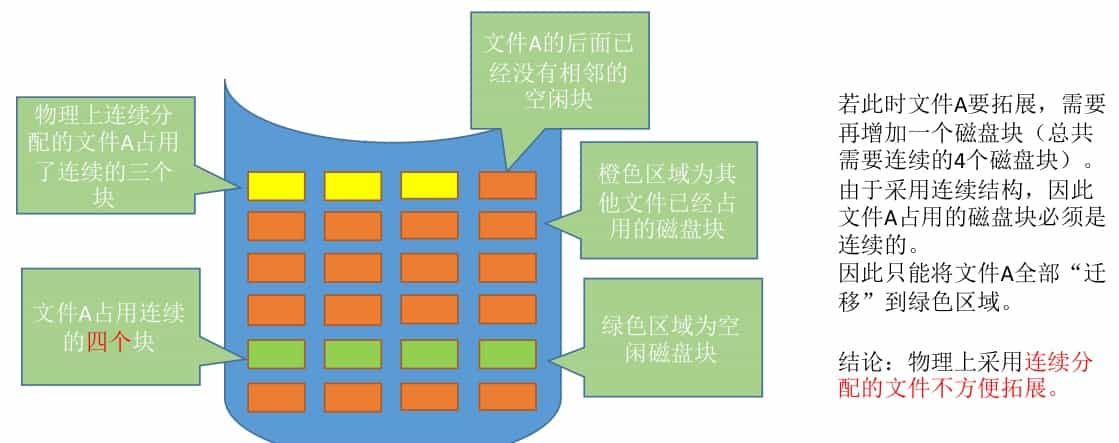 文件A的后面已
经没有相邻的
空闲块
物理上连续分
配的文件A占用
了连续的三个
块
橙色区域为其
他文件已经占
用的磁盘块
文件A占用连续
的四个块
绿色区域为空
闲磁盘块
若此时文件A要拓展，需要
再增加一个磁盘块（总共
需要连续的4个磁盘块）。
由于采用连续结构，因此
文件A占用的磁盘块必须是
连续的。
因此只能将文件A全部“迁
移”到绿色区域。
结论：物理上采用连续分
配的文件不方便拓展。